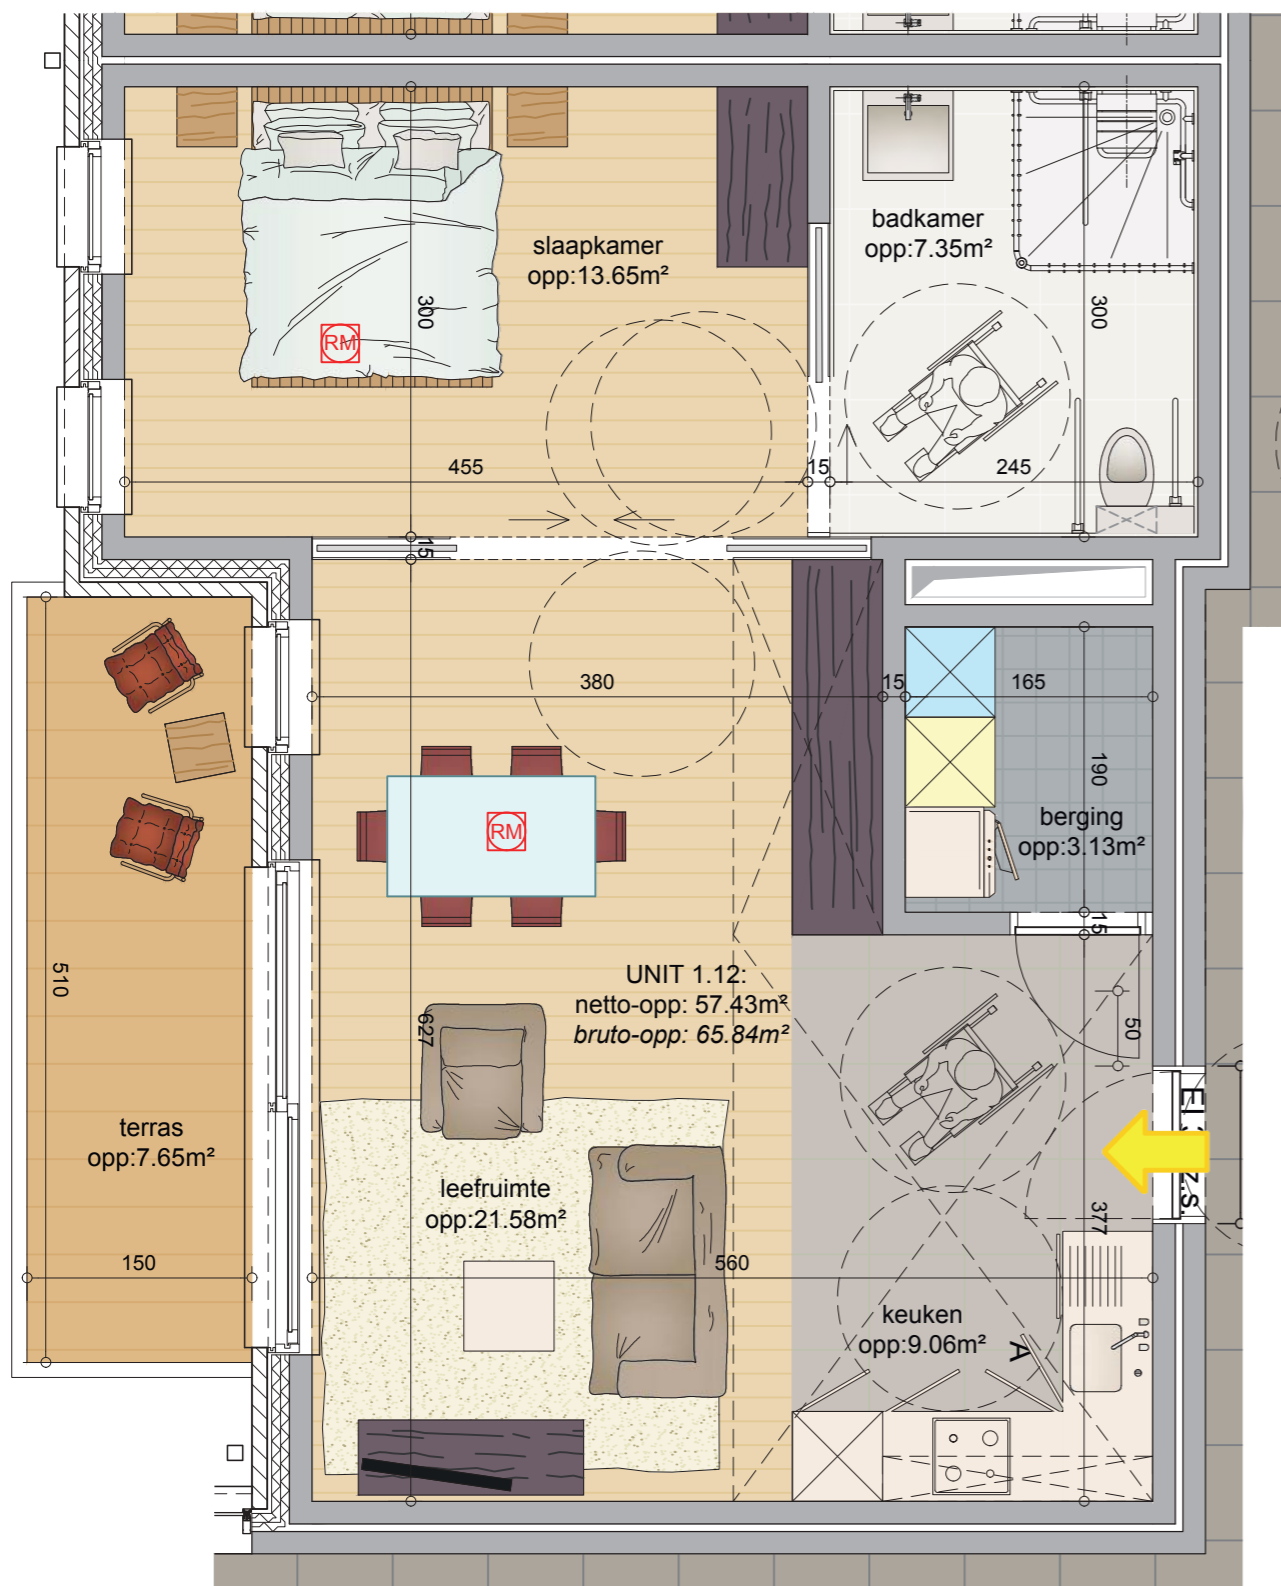 badkamer
opp:7.35m²
slaapkamer
opp:13.65m²
300
300
RM
455
15
245
15
380
15
165
190
berging
opp:3.13m²
RM
15
UNIT 1.12:
netto-opp: 57.43m²
bruto-opp: 65.84m²
510
627
50
terras
opp:7.65m²
leefruimte
opp:21.58m²
377
150
560
keuken
opp:9.06m²
A